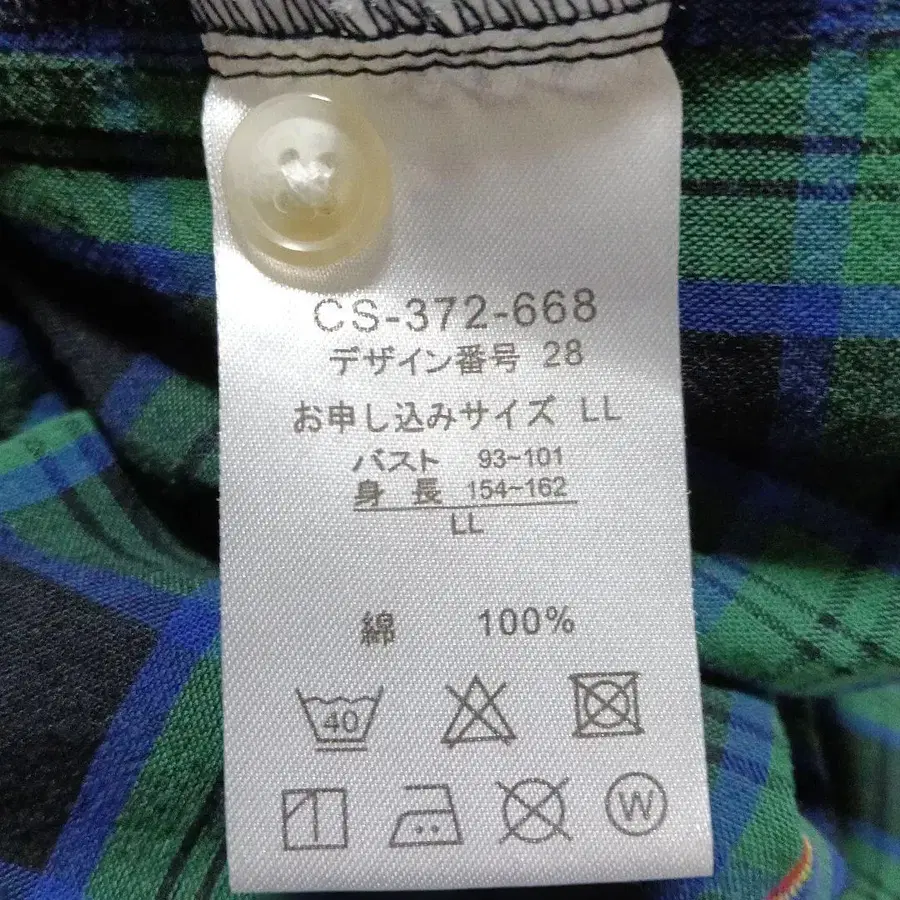 CS-372-668
デザイン番号 28
お申し込みサイズ LL
バスト 93~101
身長 154~162
LL
綿 100%
40
W